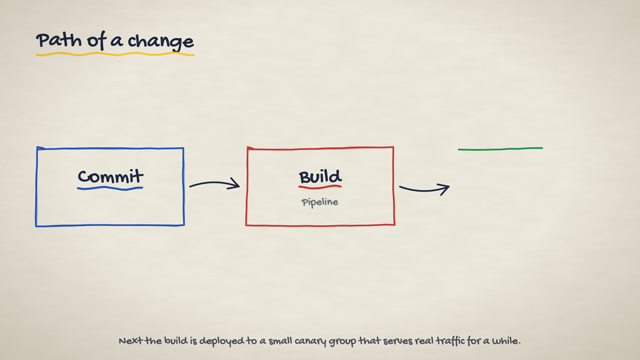 Path of a change
Commit
Build
Pipeline
Next the build is deployed to a small canary group that serves real traffic for a while.